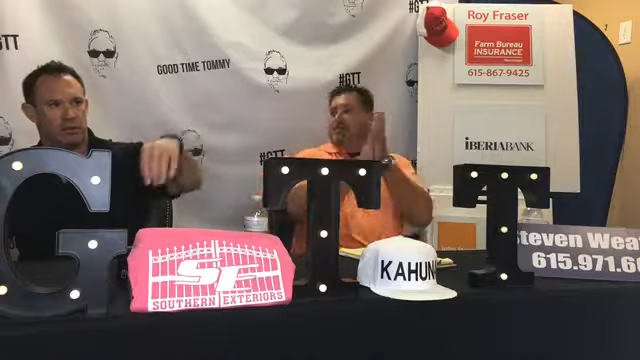 GTT
GOOD TIME TOMMY
#GTT
Roy Fraser
Farm Bureau
INSURANCE
615-867-9425
IBERIABANK
GTT
SF
SOUTHERN EXTERIORS
KAHUN
Steven
615.971.6